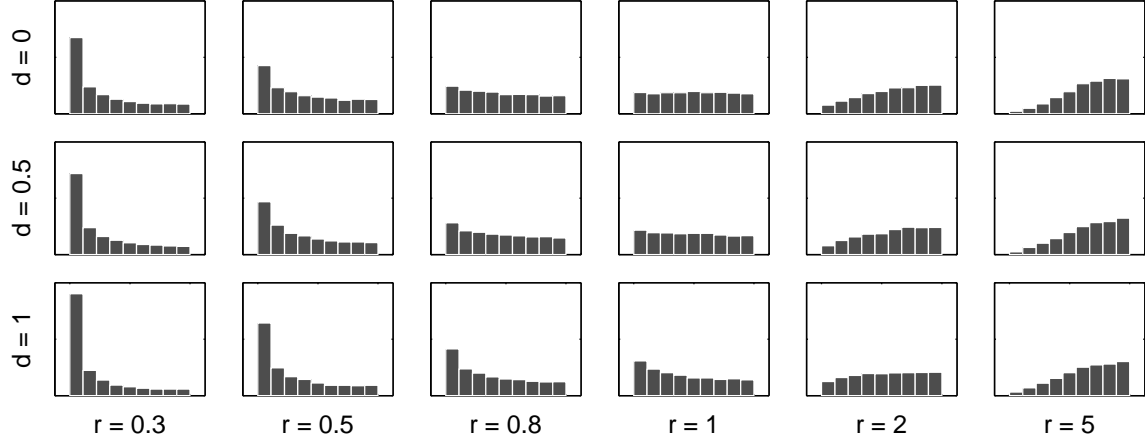 d = 0
d = 0.5
d = 1
r = 0.3
r = 0.5
r = 0.8
r = 1
r = 2
r = 5